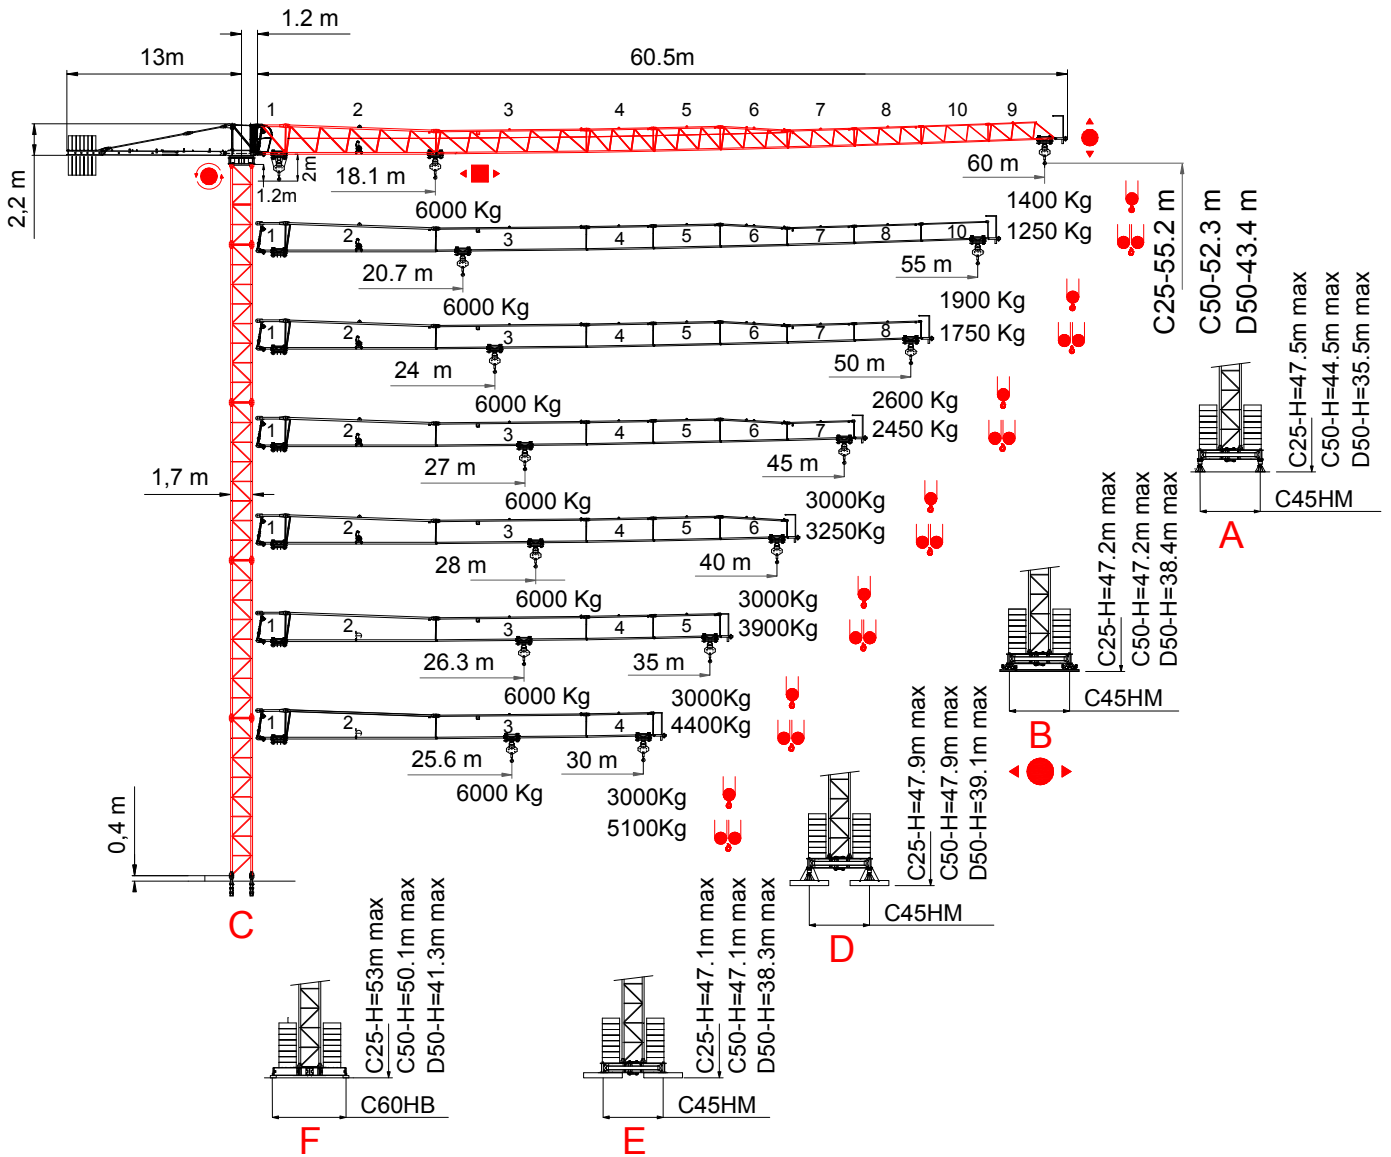 1.2 m
13m
60.5m
1 2 3 4 5 6 7 8 10 9
2,2 m
1.2m
2m
18.1 m
60 m
6000 Kg
1400 Kg
1250 Kg
1 2 3 4 5 6 7 8 10
20.7 m
55 m
6000 Kg
1900 Kg
1750 Kg
1 2 3 4 5 6 7 8
24 m
50 m
6000 Kg
2600 Kg
2450 Kg
1 2 3 4 5 6 7
27 m
45 m
1,7 m
6000 Kg
3000Kg
3250Kg
1 2 3 4 5 6
28 m
40 m
6000 Kg
3000Kg
3900Kg
1 2 3 4 5
26.3 m
35 m
6000 Kg
3000Kg
4400Kg
1 2 3 4
25.6 m
30 m
6000 Kg
3000Kg
5100Kg
0,4 m
C
C25-55.2 m
C50-52.3 m
D50-43.4 m
C25-H=47.5m max
C50-H=44.5m max
D50-H=35.5m max
C45HM
A
C25-H=47.2m max
C50-H=47.2m max
D50-H=38.4m max
C45HM
B
C25-H=47.9m max
C50-H=47.9m max
D50-H=39.1m max
C45HM
D
C25-H=53m max
C50-H=50.1m max
D50-H=41.3m max
C60HB
F
C25-H=47.1m max
C50-H=47.1m max
D50-H=38.3m max
C45HM
E